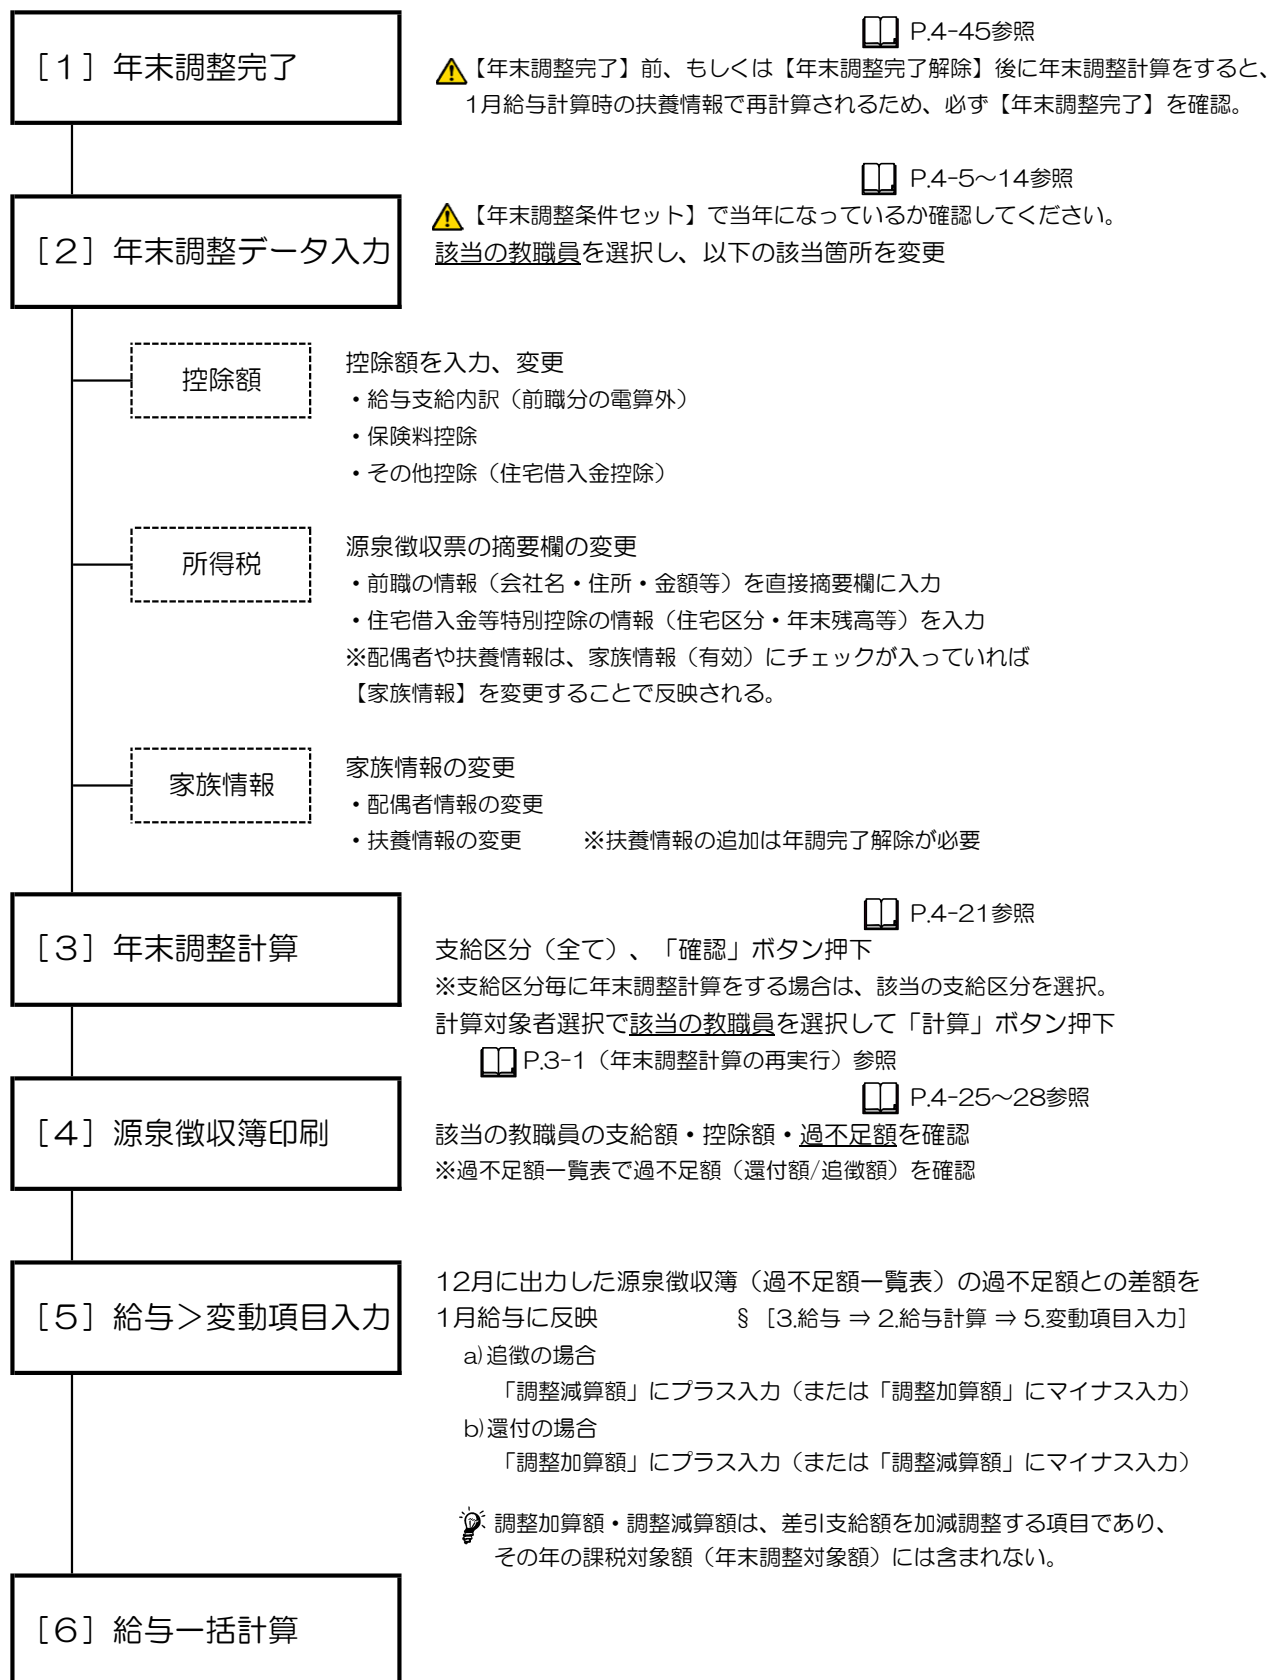 P.4-45参照
［1］年末調整完了
【年末調整完了】前、もしくは【年末調整完了解除】後に年末調整計算をすると、
1月給与計算時の扶養情報で再計算されるため、必ず【年末調整完了】を確認。
P.4-5～14参照
［2］年末調整データ入力
【年末調整条件セット】で当年になっているか確認してください。
該当の教職員を選択し、以下の該当箇所を変更
控除額
控除額を入力、変更
・給与支給内訳（前職分の電算外）
・保険料控除
・その他控除（住宅借入金控除）
所得税
源泉徴収票の摘要欄の変更
・前職の情報（会社名・住所・金額等）を直接摘要欄に入力
・住宅借入金等特別控除の情報（住宅区分・年末残高等）を入力
※配偶者や扶養情報は、家族情報（有効）にチェックが入っていれば
【家族情報】を変更することで反映される。
家族情報
家族情報の変更
・配偶者情報の変更
・扶養情報の変更　　※扶養情報の追加は年調完了解除が必要
P.4-21参照
［3］年末調整計算
支給区分（全て）、「確認」ボタン押下
※支給区分毎に年末調整計算をする場合は、該当の支給区分を選択。
計算対象者選択で該当の教職員を選択して「計算」ボタン押下
P.3-1（年末調整計算の再実行）参照
P.4-25～28参照
［4］源泉徴収簿印刷
該当の教職員の支給額・控除額・過不足額を確認
※過不足額一覧表で過不足額（還付額/追徴額）を確認
［5］給与＞変動項目入力
12月に出力した源泉徴収簿（過不足額一覧表）の過不足額との差額を
1月給与に反映　　§［3.給与 ⇒ 2.給与計算 ⇒ 5.変動項目入力］
a)追徴の場合
「調整減算額」にプラス入力（または「調整加算額」にマイナス入力）
b)還付の場合
「調整加算額」にプラス入力（または「調整減算額」にマイナス入力）
調整加算額・調整減算額は、差引支給額を加減調整する項目であり、
その年の課税対象額（年末調整対象額）には含まれない。
［6］給与一括計算